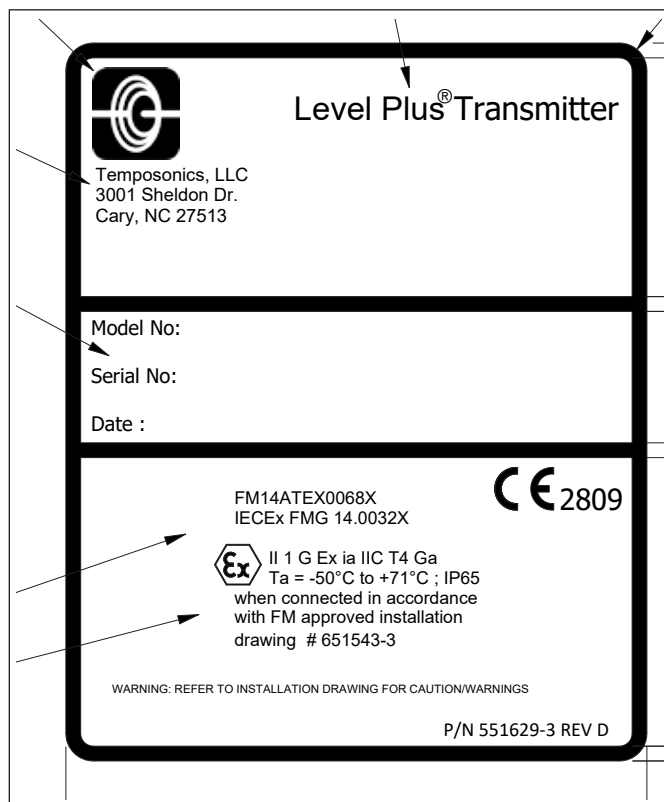 Level Plus® Transmitter
Temposonics, LLC
3001 Sheldon Dr.
Cary, NC 27513
Model No:
Serial No:
Date :
CE 2809
FM14ATEX0068X
IECEx FMG 14.0032X
Ex II 1 G Ex ia IIC T4 Ga
Ta = -50°C to +71°C ; IP65
when connected in accordance
with FM approved installation
drawing # 651543-3
WARNING: REFER TO INSTALLATION DRAWING FOR CAUTION/WARNINGS
P/N 551629-3 REV D